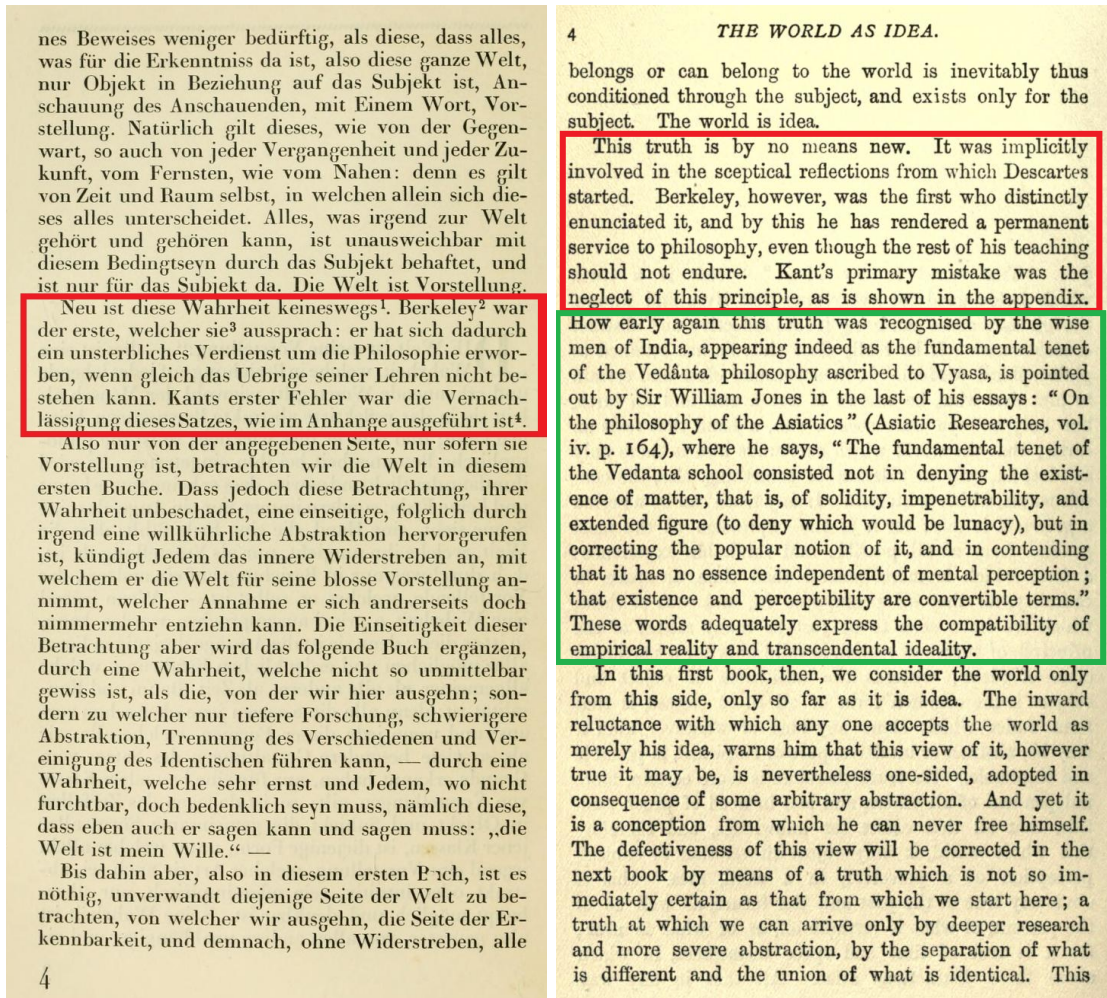 nes Beweises weniger bedürftig, als diese, dass alles,
was für die Erkenntniss da ist, also diese ganze Welt,
nur Objekt in Beziehung auf das Subjekt ist, An-
schauung des Anschauenden, mit Einem Wort, Vor-
stellung. Natürlich gilt dieses, wie von der Gegen-
wart, so auch von jeder Vergangenheit und jeder Zu-
kunft, vom Fernsten, wie vom Nahen: denn es gilt
von Zeit und Raum selbst, in welchen allein sich die-
ses alles unterscheidet. Alles, was irgend zur Welt
gehört und gehören kann, ist unausweichbar mit
diesem Bedingtseyn durch das Subjekt behaftet, und
ist nur für das Subjekt da. Die Welt ist Vorstellung.
Neu ist diese Wahrheit keineswegs¹. Berkeley² war
der erste, welcher sie³ aussprach: er hat sich dadurch
ein unsterbliches Verdienst um die Philosophie erwor-
ben, wenn gleich das Uebrige seiner Lehren nicht be-
stehen kann. Kants erster Fehler war die Vernach-
lässigung dieses Satzes, wie im Anhange ausgeführt ist⁴.
Also nur von der angegebenen Seite, nur sofern sie
Vorstellung ist, betrachten wir die Welt in diesem
ersten Buche. Dass jedoch diese Betrachtung, ihrer
Wahrheit unbeschadet, eine einseitige, folglich durch
irgend eine willkührliche Abstraktion hervorgerufen
ist, kündigt Jedem das innere Widerstreben an, mit
welchem er die Welt für seine blosse Vorstellung an-
nimmt, welcher Annahme er sich andrerseits doch
nimmermehr entziehn kann. Die Einseitigkeit dieser
Betrachtung aber wird das folgende Buch ergänzen,
durch eine Wahrheit, welche nicht so unmittelbar
gewiss ist, als die, von der wir hier ausgehn; son-
dern zu welcher nur tiefere Forschung, schwierigere
Abstraktion, Trennung des Verschiedenen und Ver-
einigung des Identischen führen kann, — durch eine
Wahrheit, welche sehr ernst und Jedem, wo nicht
furchtbar, doch bedenklich seyn muss, nämlich diese,
dass eben auch er sagen kann und sagen muss: „die
Welt ist mein Wille.“ —
Bis dahin aber, also in diesem ersten Buch, ist es
nöthig, unverwandt diejenige Seite der Welt zu be-
trachten, von welcher wir ausgehn, die Seite der Er-
kennbarkeit, und demnach, ohne Widerstreben, alle
4
4 THE WORLD AS IDEA.
belongs or can belong to the world is inevitably thus
conditioned through the subject, and exists only for the
subject. The world is idea.
This truth is by no means new. It was implicitly
involved in the sceptical reflections from which Descartes
started. Berkeley, however, was the first who distinctly
enunciated it, and by this he has rendered a permanent
service to philosophy, even though the rest of his teaching
should not endure. Kant's primary mistake was the
neglect of this principle, as is shown in the appendix.
How early again this truth was recognised by the wise
men of India, appearing indeed as the fundamental tenet
of the Vedânta philosophy ascribed to Vyasa, is pointed
out by Sir William Jones in the last of his essays: “On
the philosophy of the Asiatics” (Asiatic Researches, vol.
iv. p. 164), where he says, “The fundamental tenet of
the Vedanta school consisted not in denying the exist-
ence of matter, that is, of solidity, impenetrability, and
extended figure (to deny which would be lunacy), but in
correcting the popular notion of it, and in contending
that it has no essence independent of mental perception;
that existence and perceptibility are convertible terms.”
These words adequately express the compatibility of
empirical reality and transcendental ideality.
In this first book, then, we consider the world only
from this side, only so far as it is idea. The inward
reluctance with which any one accepts the world as
merely his idea, warns him that this view of it, however
true it may be, is nevertheless one-sided, adopted in
consequence of some arbitrary abstraction. And yet it
is a conception from which he can never free himself.
The defectiveness of this view will be corrected in the
next book by means of a truth which is not so im-
mediately certain as that from which we start here; a
truth at which we can arrive only by deeper research
and more severe abstraction, by the separation of what
is different and the union of what is identical. This